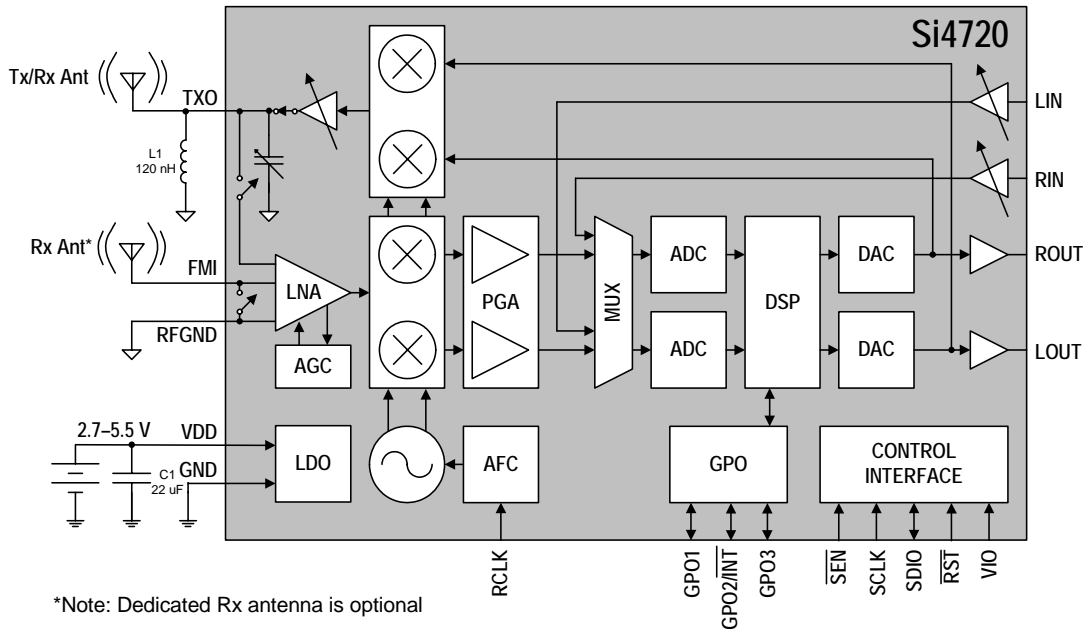 Si4720
Tx/Rx Ant
TXO
LIN
L1
120 nH
RIN
Rx Ant*
FMI
LNA
PGA
MUX
ADC
DSP
DAC
ROUT
RFGND
AGC
ADC
DAC
LOUT
2.7–5.5 V
VDD
C1
22 uF
GND
LDO
AFC
GPO
CONTROL
INTERFACE
RCLK
GPO1
GPO2/INT
GPO3
SEN
SCLK
SDIO
RST
VIO
*Note: Dedicated Rx antenna is optional